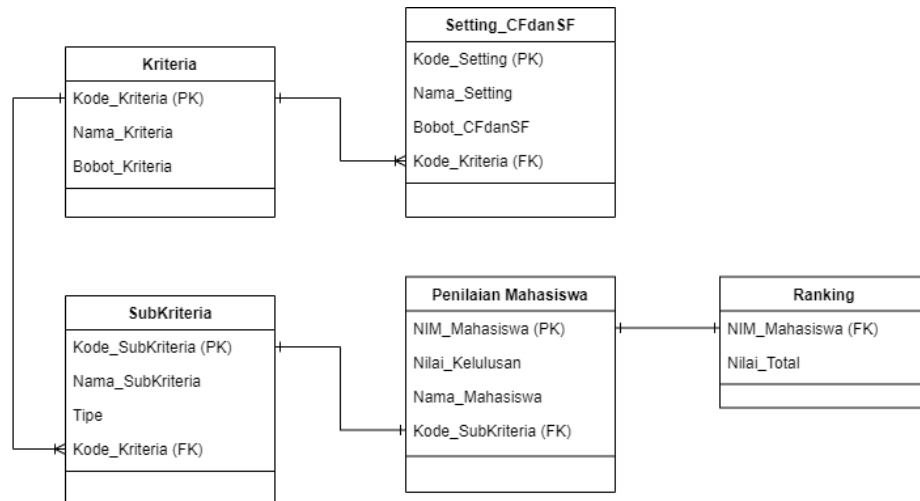 Kriteria
Kode_Kriteria (PK)
Nama_Kriteria
Bobot_Kriteria
Setting_CFdanSF
Kode_Setting (PK)
Nama_Setting
Bobot_CFdanSF
Kode_Kriteria (FK)
SubKriteria
Kode_SubKriteria (PK)
Nama_SubKriteria
Tipe
Kode_Kriteria (FK)
Penilaian Mahasiswa
NIM_Mahasiswa (PK)
Nilai_Kelulusan
Nama_Mahasiswa
Kode_SubKriteria (FK)
Ranking
NIM_Mahasiswa (FK)
Nilai_Total